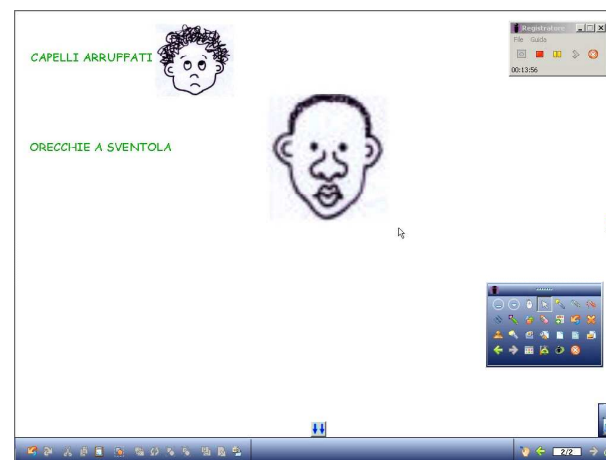 CAPELLI ARRUFFATI
ORECCHIE A SVENTOLA
Registratore
File Guida
00:13:56
2/2